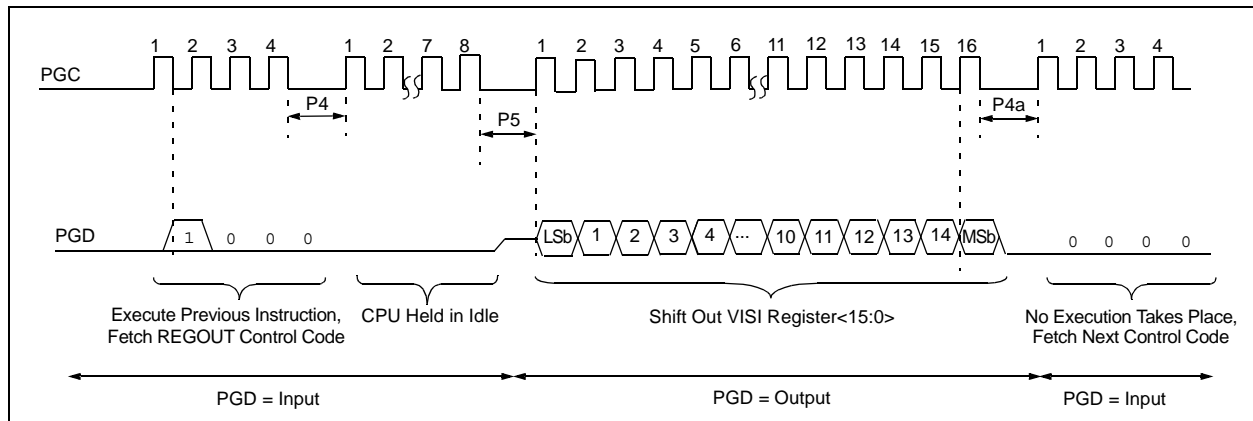 1 2 3 4 1 2 7 8 1 2 3 4 5 6 11 12 13 14 15 16 1 2 3 4
PGC
P4
P5
P4a
PGD
1 0 0 0
LSb 1 2 3 4 ... 10 11 12 13 14 MSb
0 0 0 0
Execute Previous Instruction,
Fetch REGOUT Control Code
CPU Held in Idle
Shift Out VISI Register<15:0>
No Execution Takes Place,
Fetch Next Control Code
PGD = Input
PGD = Output
PGD = Input